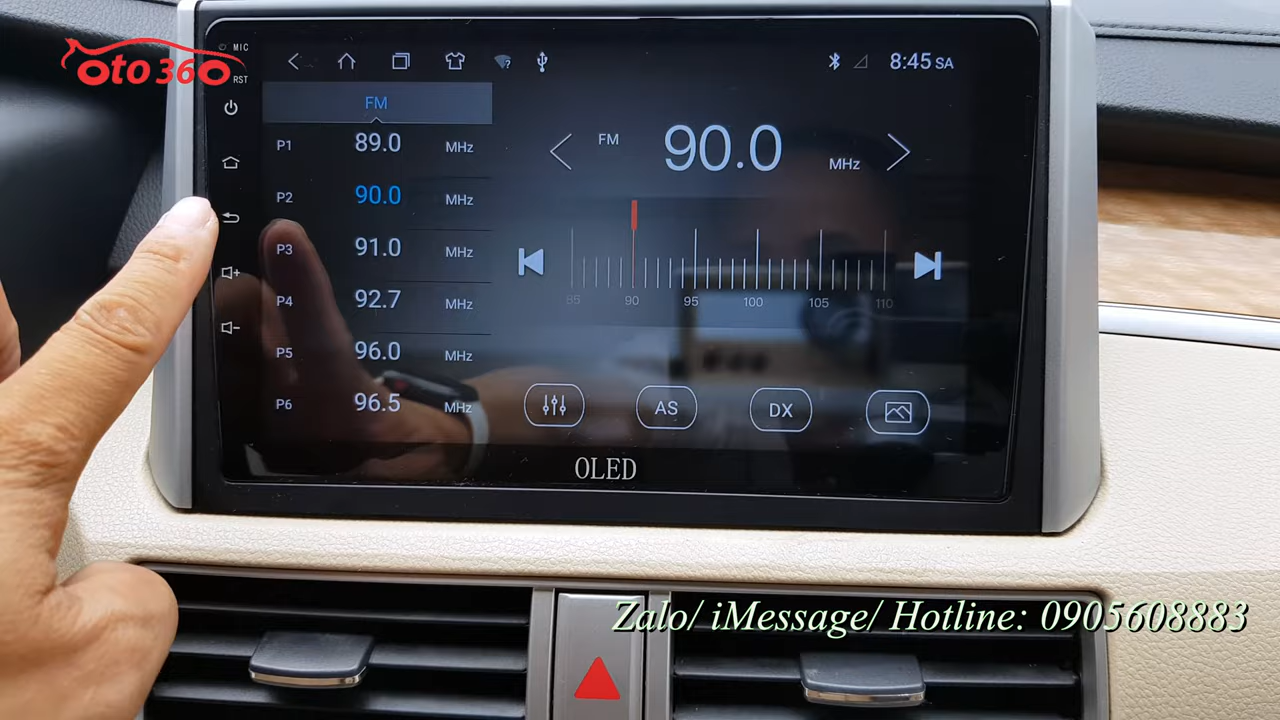 MIC
OTO 360
RST
8:45 SA
FM
P1 89.0 MHz
P2 90.0 MHz
P3 91.0 MHz
P4 92.7 MHz
P5 96.0 MHz
P6 96.5 MHz
FM 90.0 MHz
85 90 95 100 105 110
AS DX
OLED
Zalo/ iMessage/ Hotline: 0905608883